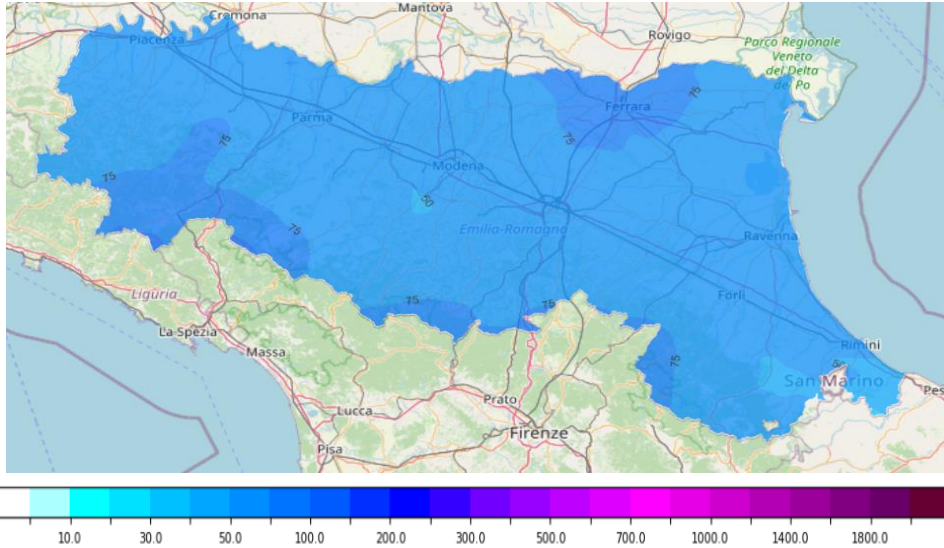 Cremona
Mantova
Piacenza
Rovigo
Parco Regionale
Veneto
del Delta
del Po
75
Ferrara
Parma
75
75
Modena
75
50
75
Emilia-Romagna
Ravenna
Liguria
75
75
Forlì
La Spezia
Rimini
Massa
75
50
San Marino
Pes
Prato
Lucca
Firenze
Pisa
10.0 30.0 50.0 100.0 200.0 300.0 500.0 700.0 1000.0 1400.0 1800.0